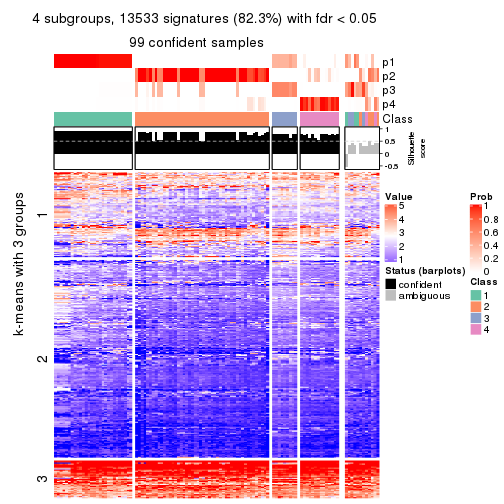 4 subgroups, 13533 signatures (82.3%) with fdr < 0.05
99 confident samples
p1
p2
p3
p4
Class
1
0.5
0
-0.5
Silhouette
score
k-means with 3 groups
1
2
3
Value
5
4
3
2
1
Prob
1
0.8
0.6
0.4
0.2
0
Status (barplots)
confident
ambiguous
Class
1
2
3
4